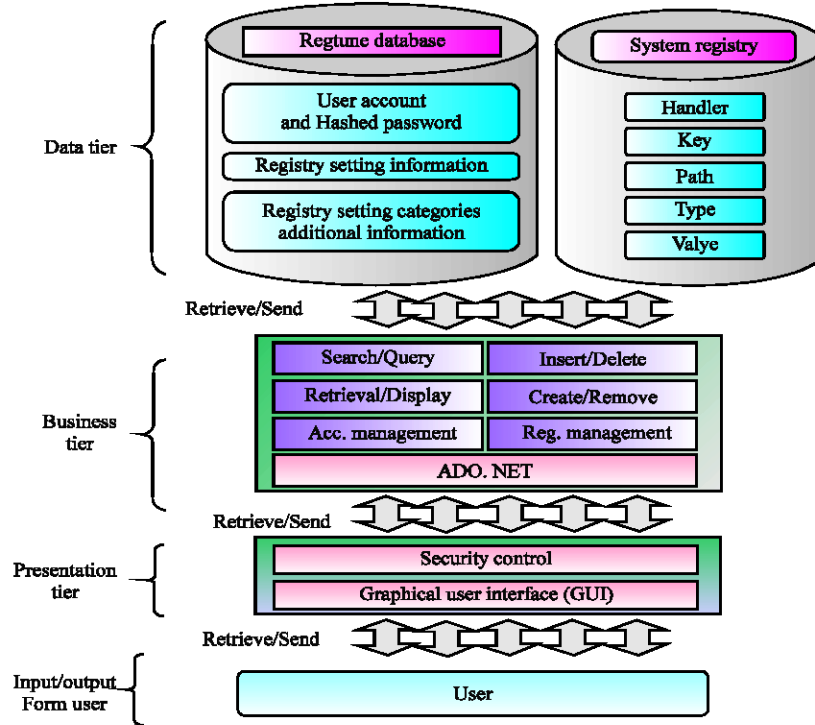 Regtune database
System registry
User account
and Hashed password
Registry setting information
Registry setting categories
additional information
Handler
Key
Path
Type
Valye
Data tier
Retrieve/Send
Search/Query
Insert/Delete
Retrieval/Display
Create/Remove
Acc. management
Reg. management
ADO. NET
Business
tier
Retrieve/Send
Security control
Graphical user interface (GUI)
Presentation
tier
Retrieve/Send
Input/output
Form user
User